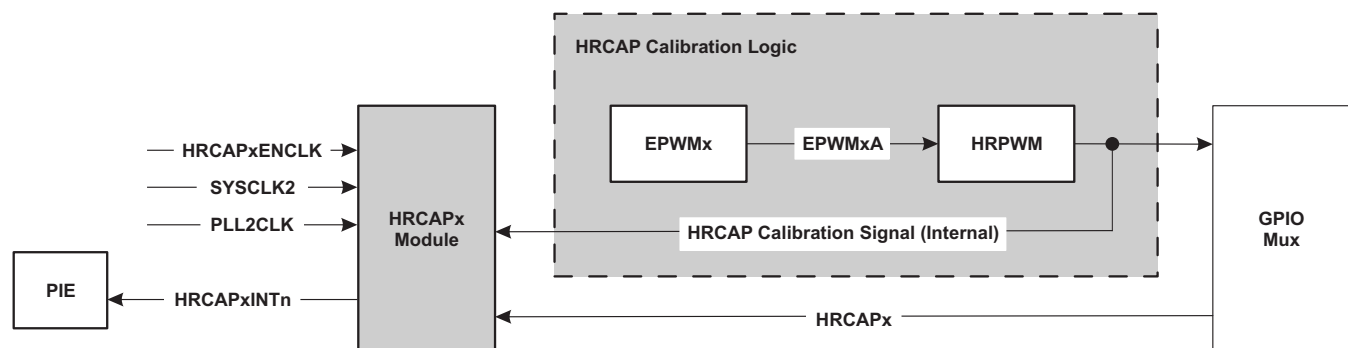 HRCAP Calibration Logic
EPWMx
EPWMxA
HRPWM
HRCAPxENCLK
SYSCLK2
PLL2CLK
HRCAPx
Module
HRCAP Calibration Signal (Internal)
GPIO
Mux
PIE
HRCAPxINTn
HRCAPx